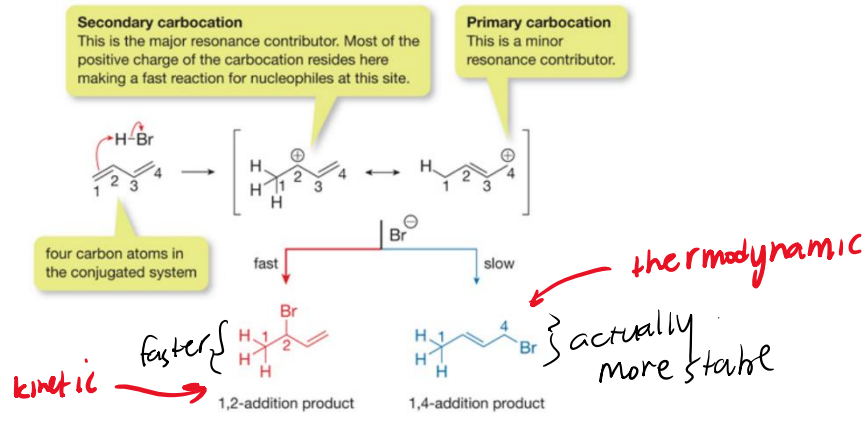 Secondary carbocation
This is the major resonance contributor. Most of the
positive charge of the carbocation resides here
making a fast reaction for nucleophiles at this site.
Primary carbocation
This is a minor
resonance contributor.
H-Br
1 2 3 4
H H H 1 2 3 4 ⊕
H 1 2 3 4 ⊕
four carbon atoms in
the conjugated system
Br⊖
fast
slow
thermodynamic
faster
Br
H H H 1 2
H H H 1 4 Br
actually
more stable
kinetic
1,2-addition product
1,4-addition product